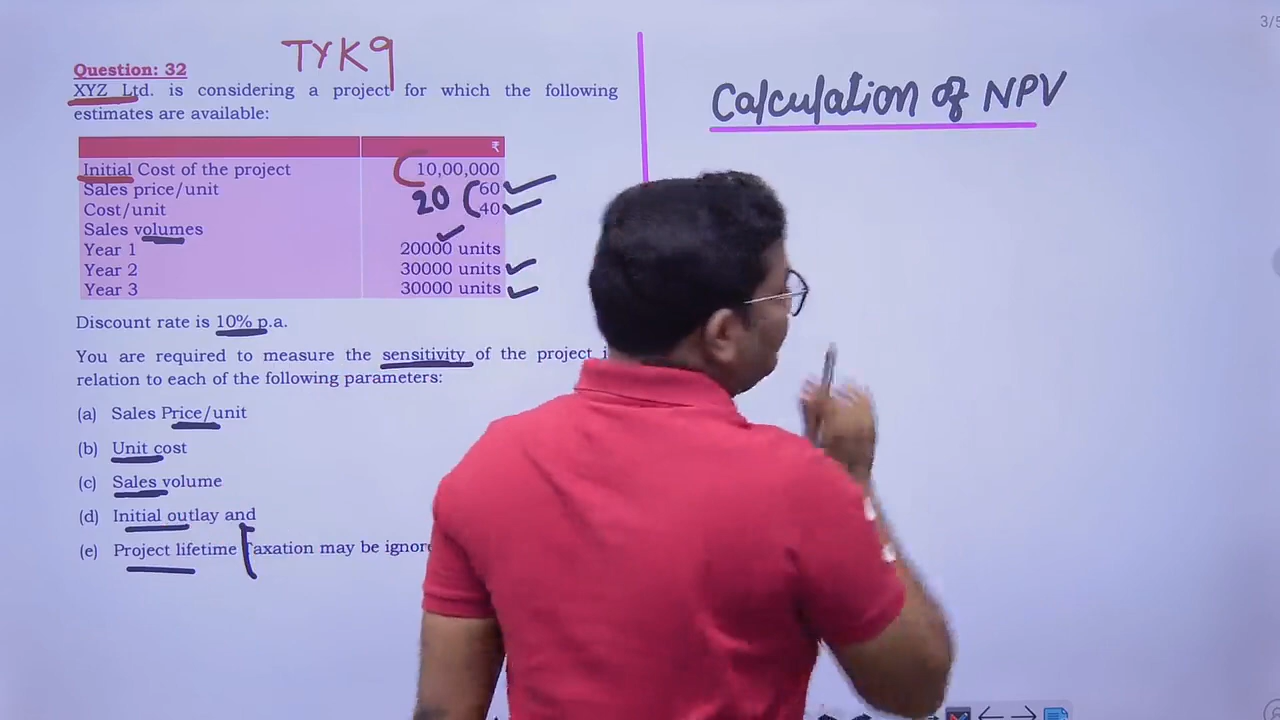 TYK9
Question: 32
XYZ Ltd. is considering a project for which the following
estimates are available:
₹
Initial Cost of the project 10,00,000
Sales price/unit 60
Cost/unit 40
20
Sales volumes
Year 1 20000 units
Year 2 30000 units
Year 3 30000 units
Discount rate is 10% p.a.
You are required to measure the sensitivity of the project
relation to each of the following parameters:
(a) Sales Price/unit
(b) Unit cost
(c) Sales volume
(d) Initial outlay and
(e) Project lifetime Taxation may be
Calculation of NPV
3/5